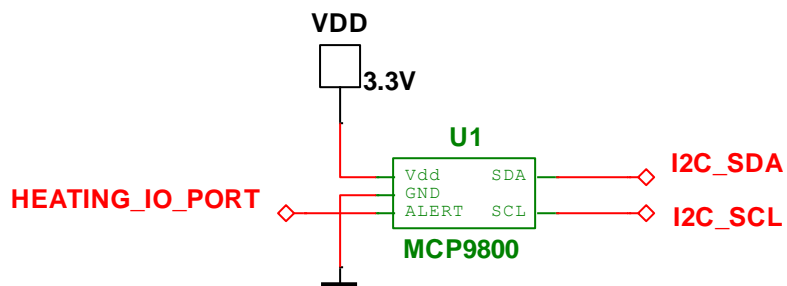 VDD
3.3V
U1
Vdd SDA
GND
ALERT SCL
MCP9800
HEATING_IO_PORT
I2C_SDA
I2C_SCL